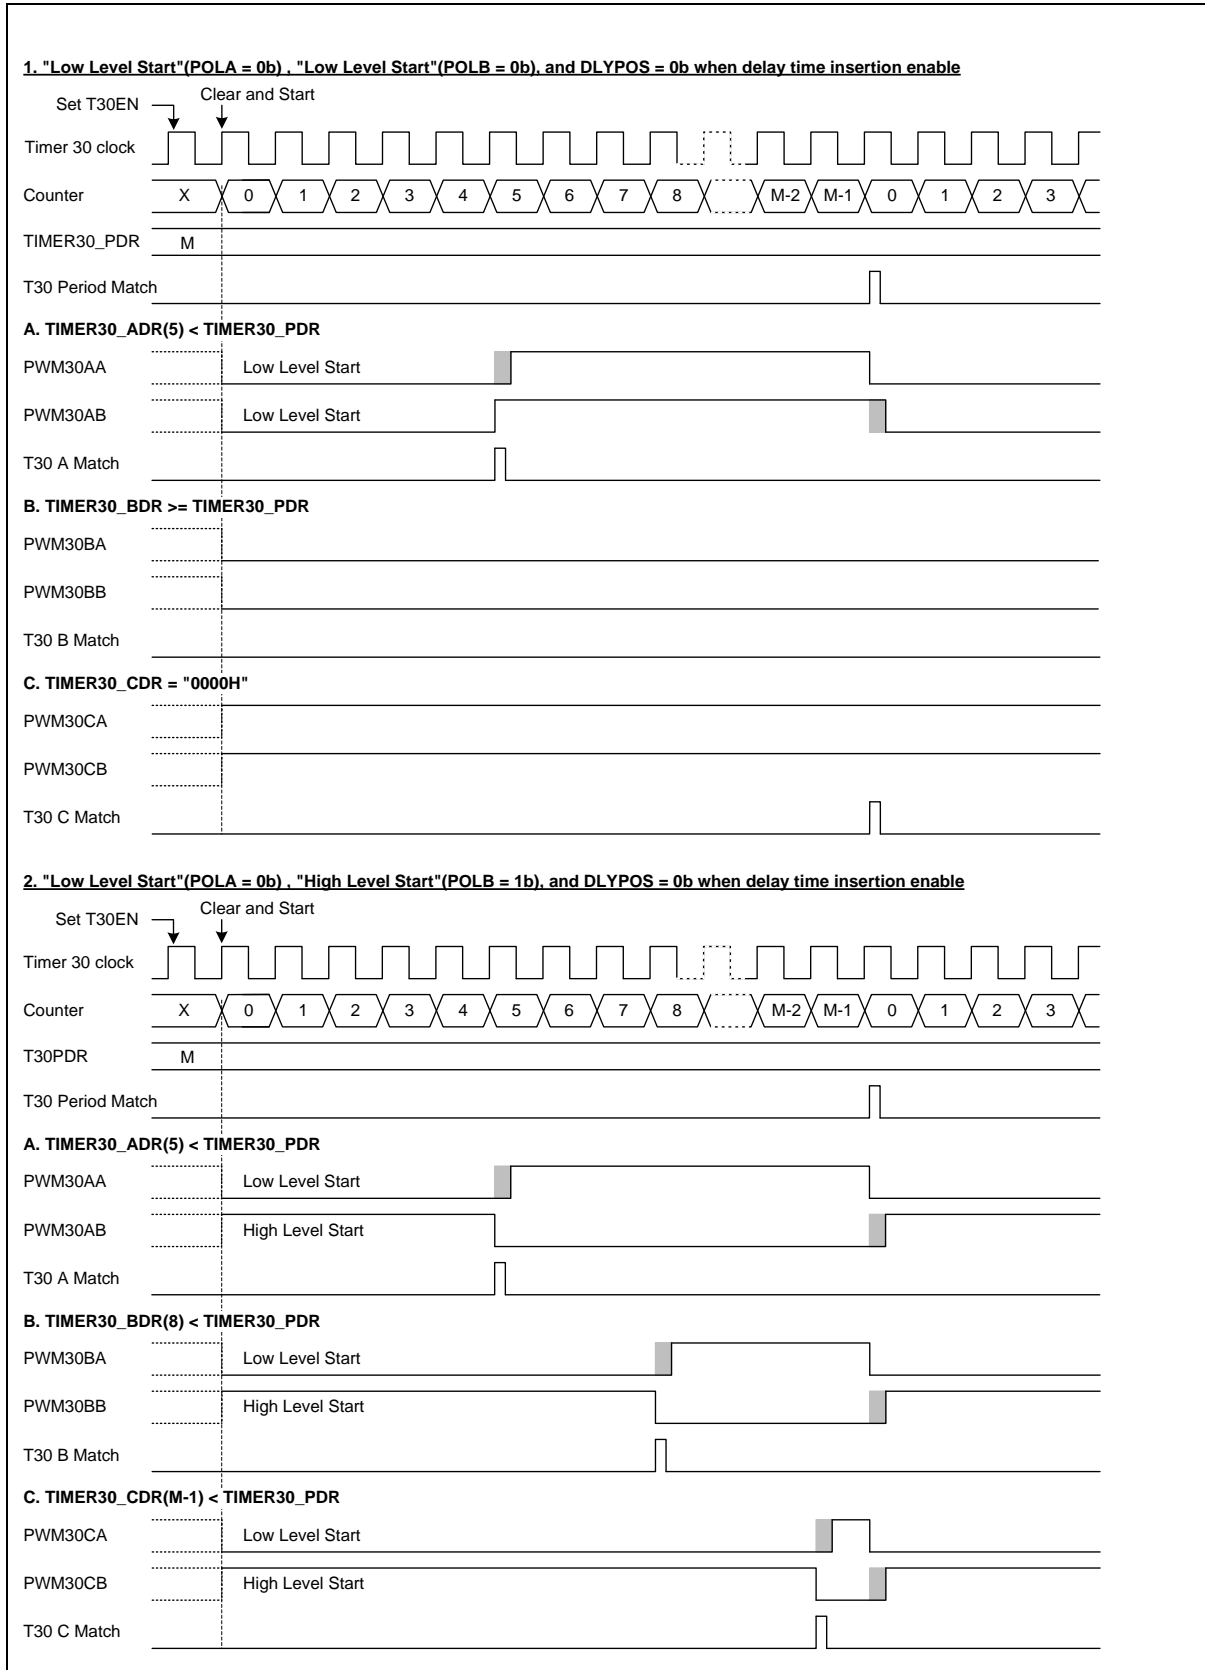 1. "Low Level Start"(POLA = 0b) , "Low Level Start"(POLB = 0b), and DLYPOS = 0b when delay time insertion enable
Set T30EN Clear and Start
Timer 30 clock
Counter X 0 1 2 3 4 5 6 7 8 M-2 M-1 0 1 2 3
TIMER30_PDR M
T30 Period Match
A. TIMER30_ADR(5) < TIMER30_PDR
PWM30AA Low Level Start
PWM30AB Low Level Start
T30 A Match
B. TIMER30_BDR >= TIMER30_PDR
PWM30BA
PWM30BB
T30 B Match
C. TIMER30_CDR = "0000H"
PWM30CA
PWM30CB
T30 C Match
2. "Low Level Start"(POLA = 0b) , "High Level Start"(POLB = 1b), and DLYPOS = 0b when delay time insertion enable
Set T30EN Clear and Start
Timer 30 clock
Counter X 0 1 2 3 4 5 6 7 8 M-2 M-1 0 1 2 3
T30PDR M
T30 Period Match
A. TIMER30_ADR(5) < TIMER30_PDR
PWM30AA Low Level Start
PWM30AB High Level Start
T30 A Match
B. TIMER30_BDR(8) < TIMER30_PDR
PWM30BA Low Level Start
PWM30BB High Level Start
T30 B Match
C. TIMER30_CDR(M-1) < TIMER30_PDR
PWM30CA Low Level Start
PWM30CB High Level Start
T30 C Match